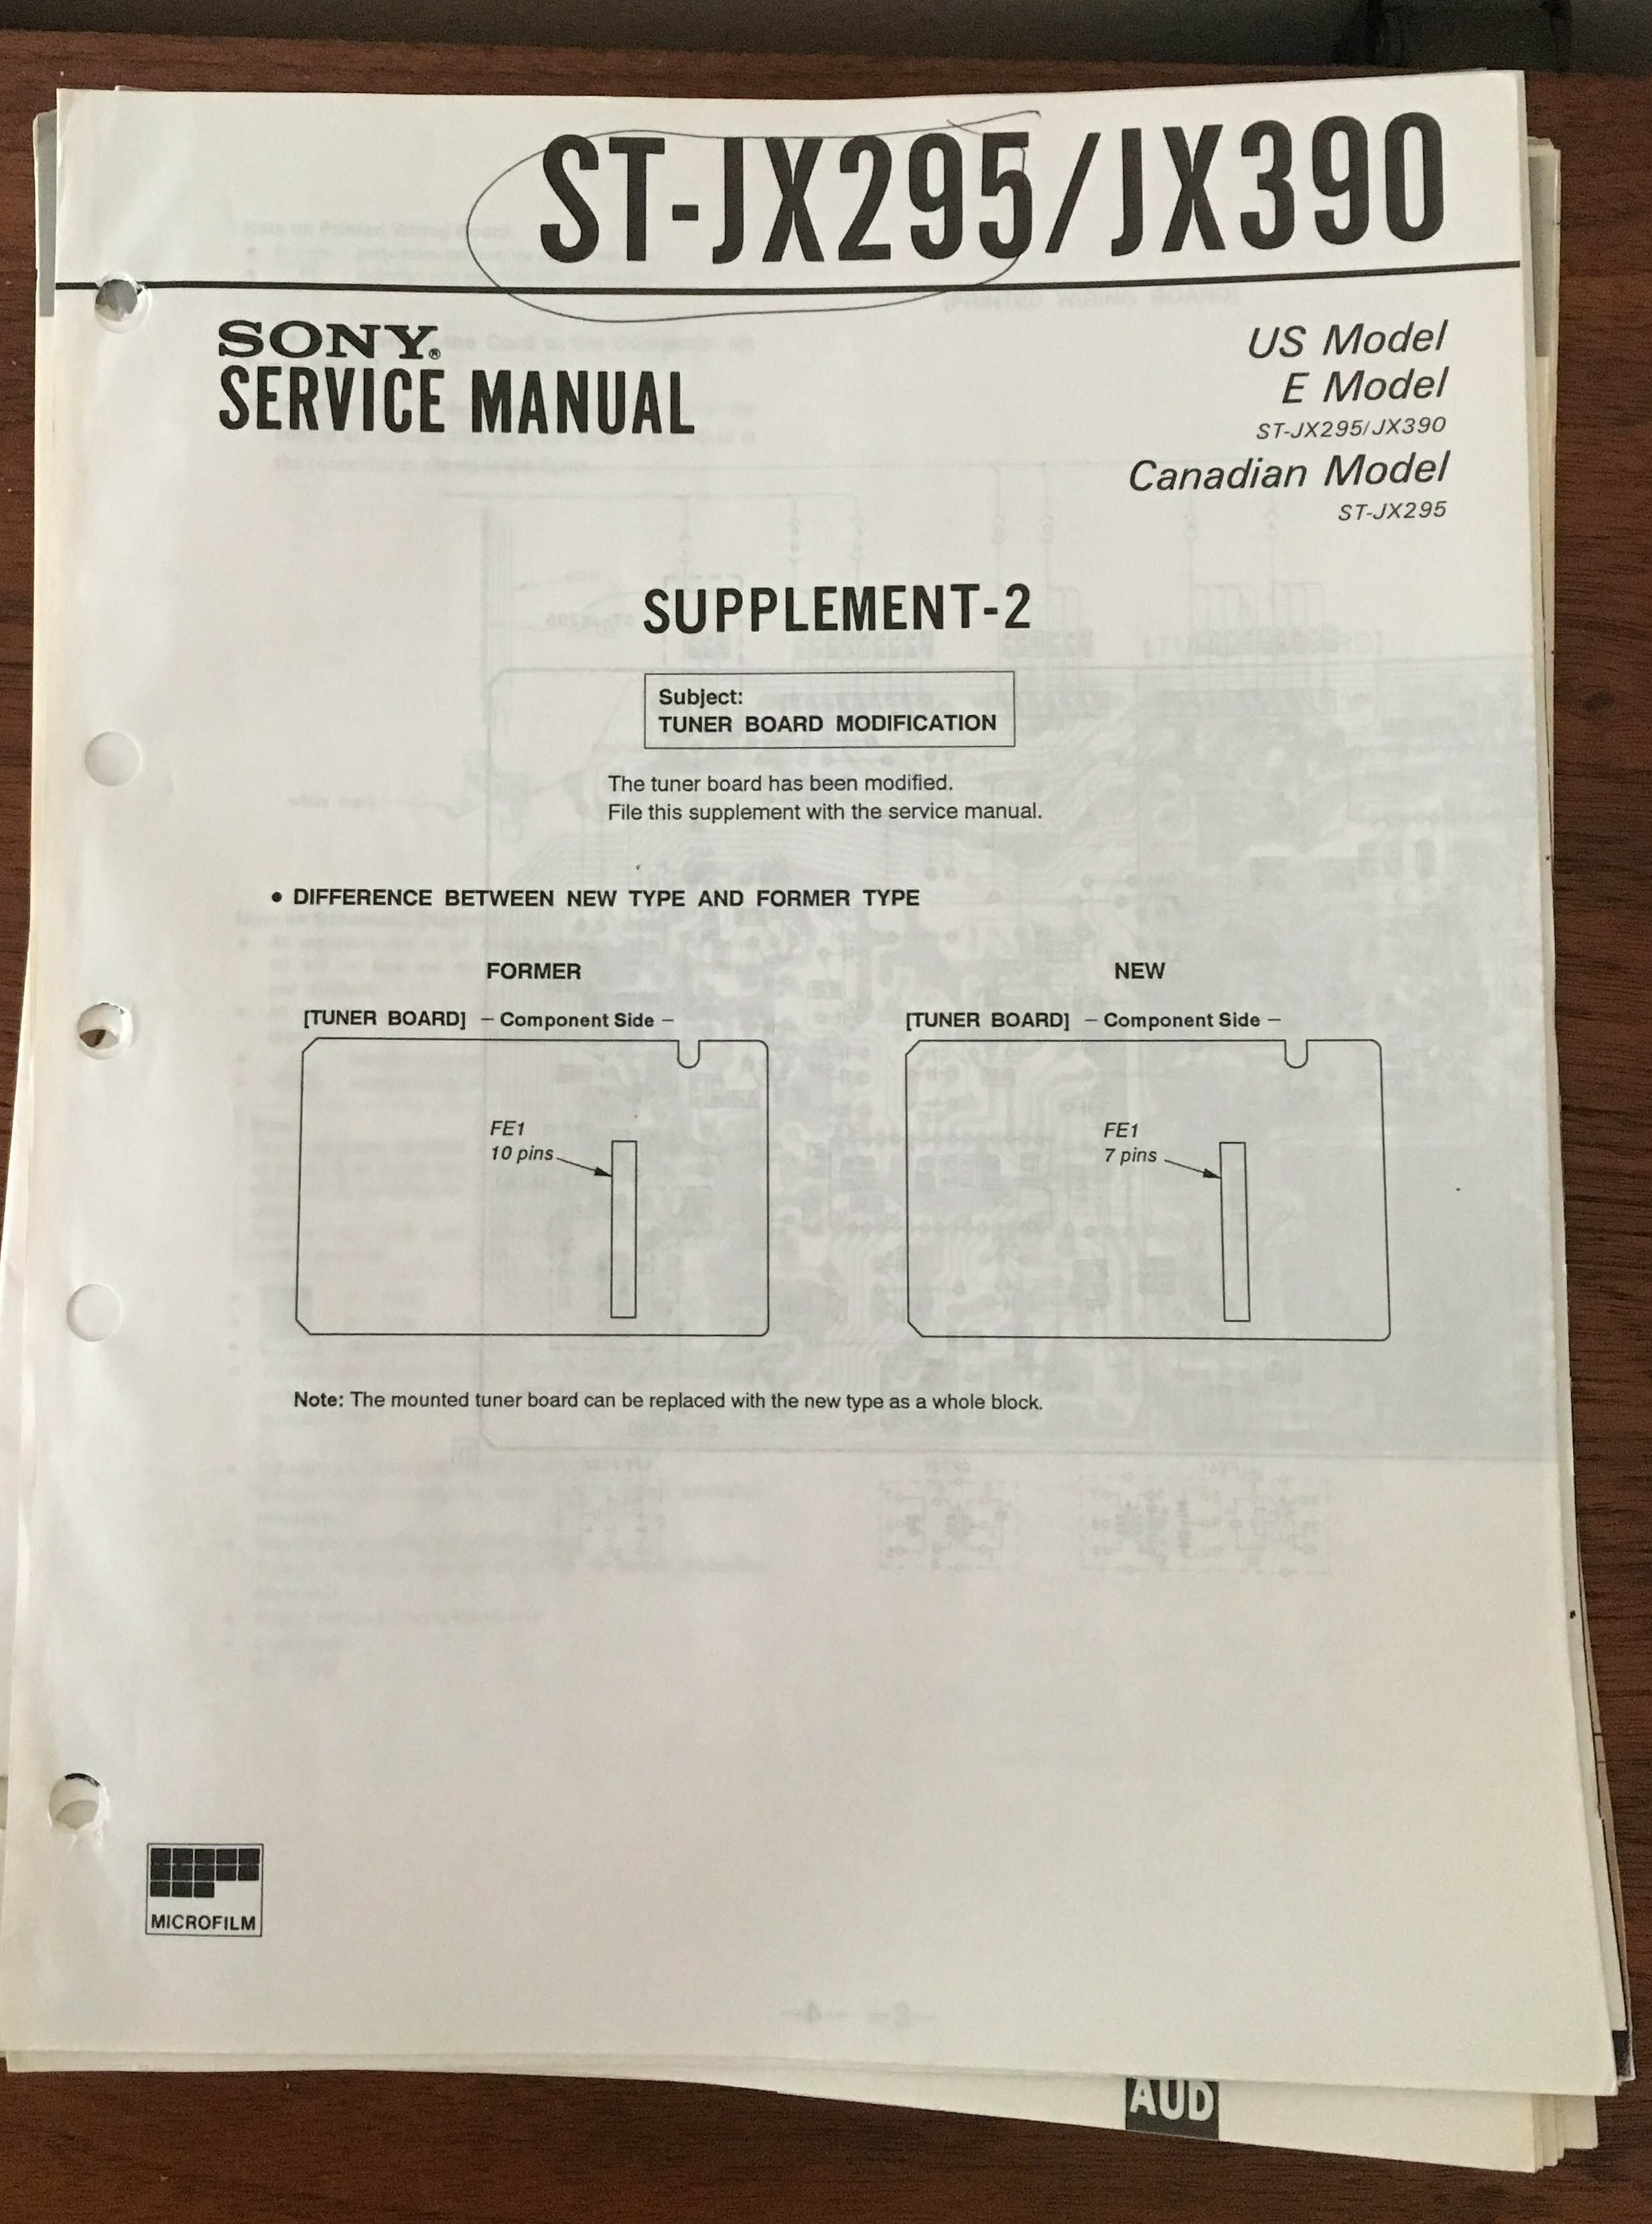 ST-JX295/JX390
SONY®
SERVICE MANUAL
US Model
E Model
ST-JX295/JX390
Canadian Model
ST-JX295
SUPPLEMENT-2
Subject:
TUNER BOARD MODIFICATION
The tuner board has been modified.
File this supplement with the service manual.
• DIFFERENCE BETWEEN NEW TYPE AND FORMER TYPE
FORMER
[TUNER BOARD] – Component Side –
FE1
10 pins
NEW
[TUNER BOARD] – Component Side –
FE1
7 pins
Note: The mounted tuner board can be replaced with the new type as a whole block.
MICROFILM
AUD